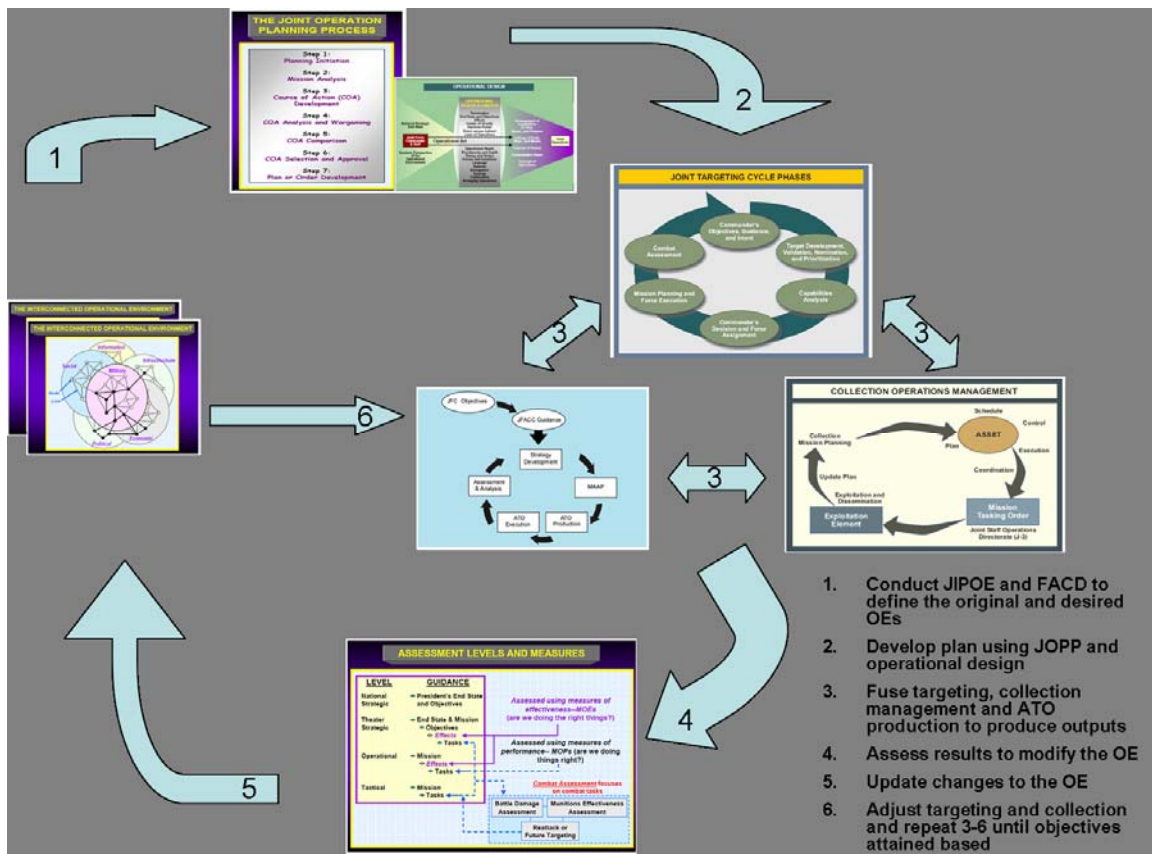 THE JOINT OPERATION
PLANNING PROCESS
Step 1:
Planning Initiation
Step 2:
Mission Analysis
Step 3:
Course of Action (COA)
Development
Step 4:
COA Analysis and Wargaming
Step 5:
COA Comparison
Step 6:
COA Selection and Approval
Step 7:
Plan or Order Development
OPERATIONAL DESIGN
Operational Art
1
2
JOINT TARGETING CYCLE PHASES
Commander's
Objectives, Guidance,
and Intent
Target Development,
Validation, Nomination,
and Prioritization
Capabilities
Analysis
Commander's
Decision and Force
Assignment
Mission Planning and
Force Execution
Combat
Assessment
THE INTERCONNECTED OPERATIONAL ENVIRONMENT
THE INTERCONNECTED OPERATIONAL ENVIRONMENT
Information
Social
Military
Infrastructure
Political
Economic
6
3
3
3
JFC Objectives
JFACC Guidance
Strategy
Development
MAAP
ATO
Production
ATO
Execution
Assessment
& Analysis
COLLECTION OPERATIONS MANAGEMENT
Schedule
ASSET
Control
Collection
Mission Planning
Plan
Execution
Coordination
Update Plan
Exploitation and
Dissemination
Exploitation
Element
Mission
Tasking Order
Joint Staff Operations
Directorate (J-3)
4
5
ASSESSMENT LEVELS AND MEASURES
LEVEL GUIDANCE
National
Strategic
President's End State
and Objectives
Theater
Strategic
End State & Mission
Objectives
Effects
Tasks
Operational
Mission
Effects
Tasks
Tactical
Mission
Tasks
Assessed using measures of
effectiveness--MOEs
(are we doing the right things?)
Assessed using measures of
performance-- MOPs (are we doing
things right?)
Combat Assessment focuses
on combat tasks
Battle Damage
Assessment
Munitions Effectiveness
Assessment
Reattack or
Future Targeting
1. Conduct JIPOE and FACD to
define the original and desired
OEs
2. Develop plan using JOPP and
operational design
3. Fuse targeting, collection
management and ATO
production to produce outputs
4. Assess results to modify the OE
5. Update changes to the OE
6. Adjust targeting and collection
and repeat 3-6 until objectives
attained based